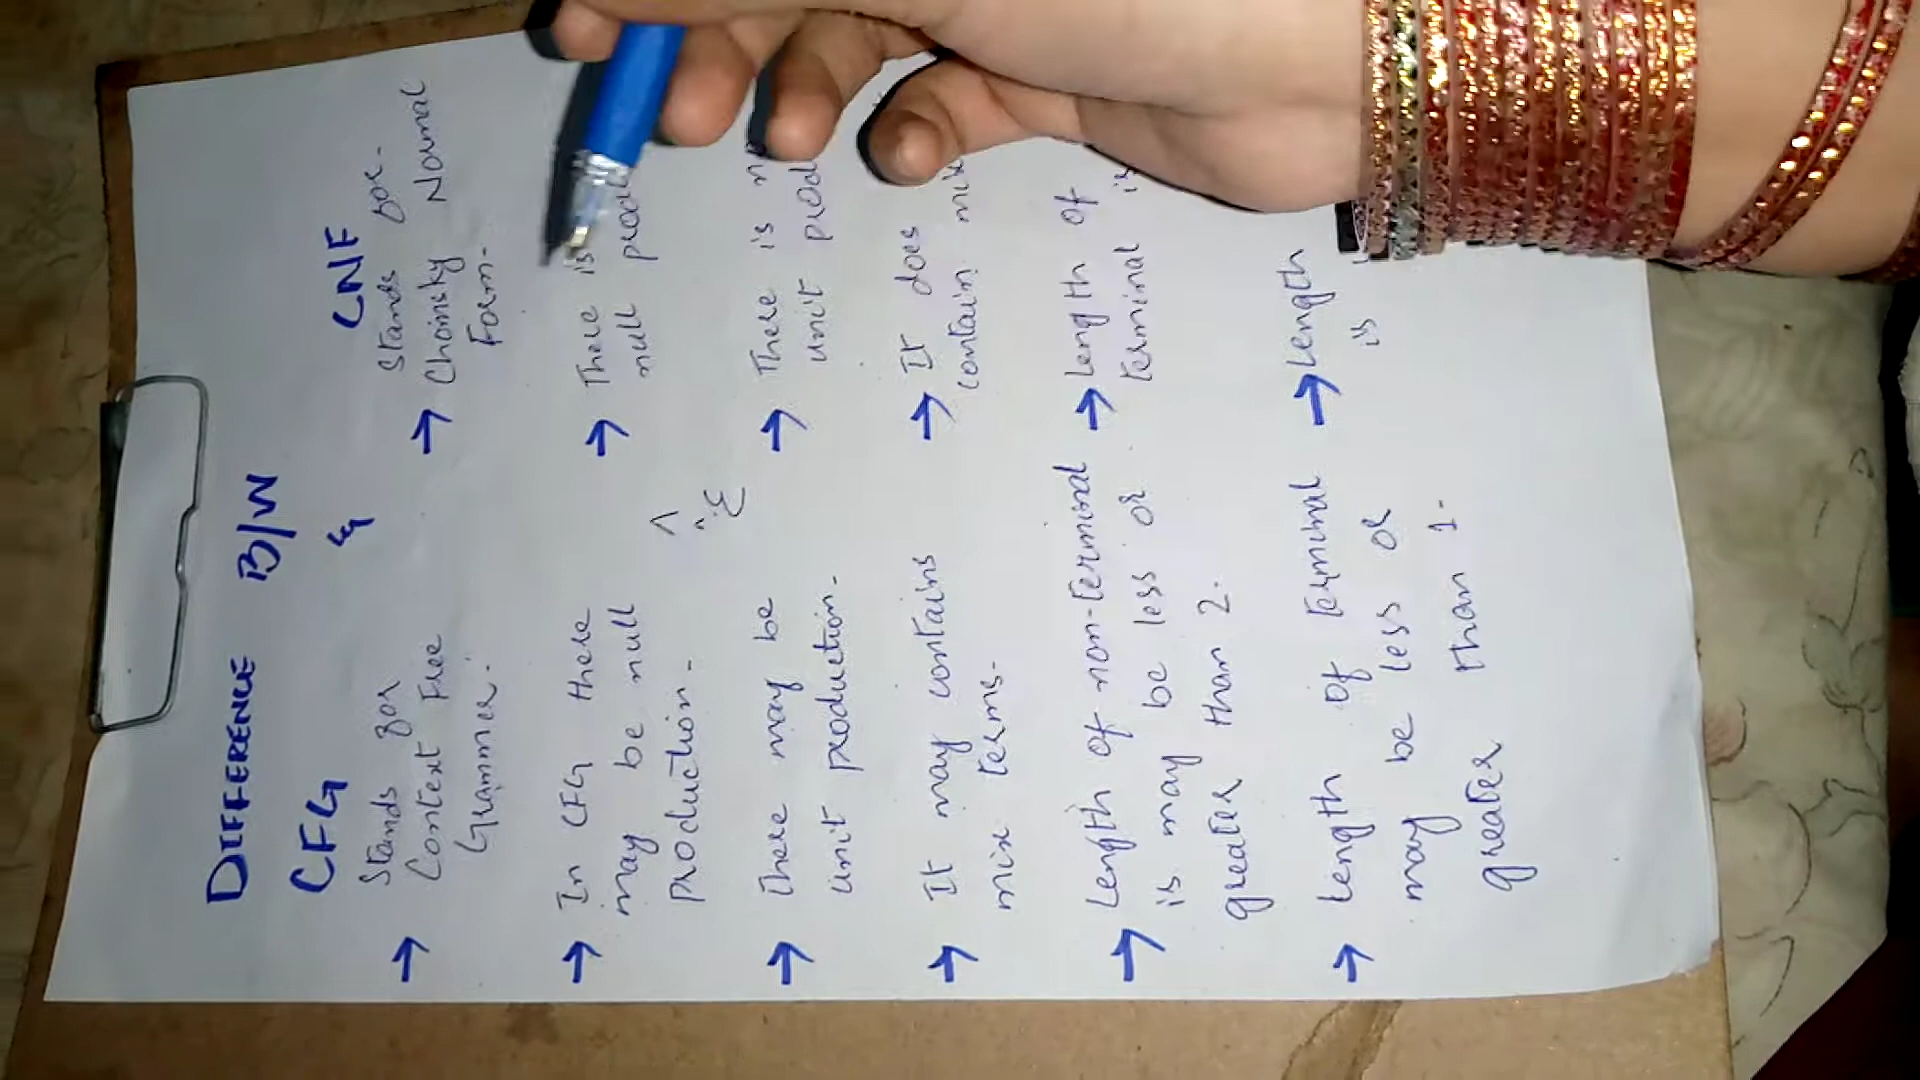 DIFFERENCE B/W
CFG & CNF
→ Stands for
Context Free
Grammer.
→ In CFG there
may be null
production.
^
^:ε
→ There may be
unit production.
→ It may contains
mix terms.
→ Length of non-terminal
is may be less or
greater than 2.
→ Length of terminal
may be less or
greater than 1.
Stands for.
→ Chomsky Normal
Form.
→ There is
null
→ There is
unit
→ It does
contain
→ Length of
terminal is
→ Length
is